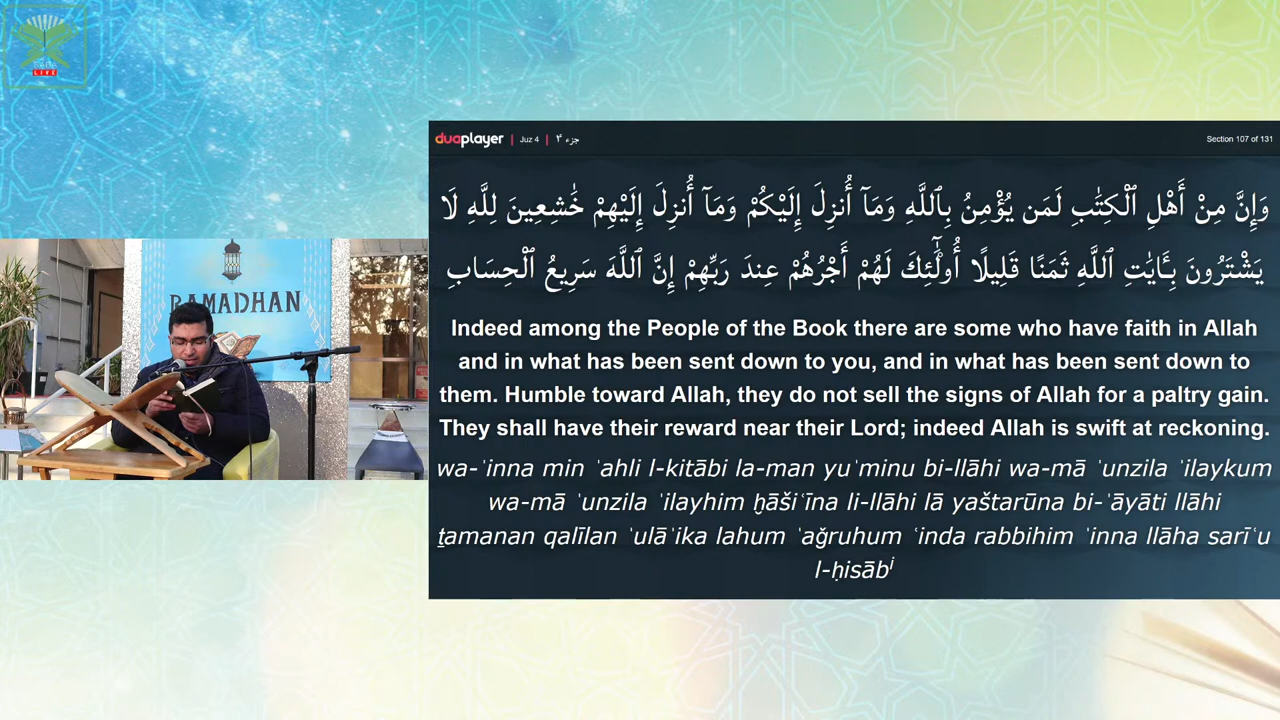 LIVE
RAMADHAN
duaplayer | Juz 4 | جزء ۴
Section 107 of 131
وَإِنَّ مِنْ أَهْلِ ٱلْكِتَٰبِ لَمَن يُؤْمِنُ بِٱللَّهِ وَمَآ أُنزِلَ إِلَيْكُمْ وَمَآ أُنزِلَ إِلَيْهِمْ خَٰشِعِينَ لِلَّهِ لَا
يَشْتَرُونَ بِـَٔايَٰتِ ٱللَّهِ ثَمَنًا قَلِيلًا أُو۟لَٰٓئِكَ لَهُمْ أَجْرُهُمْ عِندَ رَبِّهِمْ إِنَّ ٱللَّهَ سَرِيعُ ٱلْحِسَابِ
Indeed among the People of the Book there are some who have faith in Allah
and in what has been sent down to you, and in what has been sent down to
them. Humble toward Allah, they do not sell the signs of Allah for a paltry gain.
They shall have their reward near their Lord; indeed Allah is swift at reckoning.
wa-ʾinna min ʾahli l-kitābi la-man yuʾminu bi-llāhi wa-mā ʾunzila ʾilaykum
wa-mā ʾunzila ʾilayhim ḫāšiʿīna li-llāhi lā yaštarūna bi-ʾāyāti llāhi
ṯamanan qalīlan ʾulāʾika lahum ʾaǧruhum ʿinda rabbihim ʾinna llāha sarīʿu
l-ḥisābⁱ